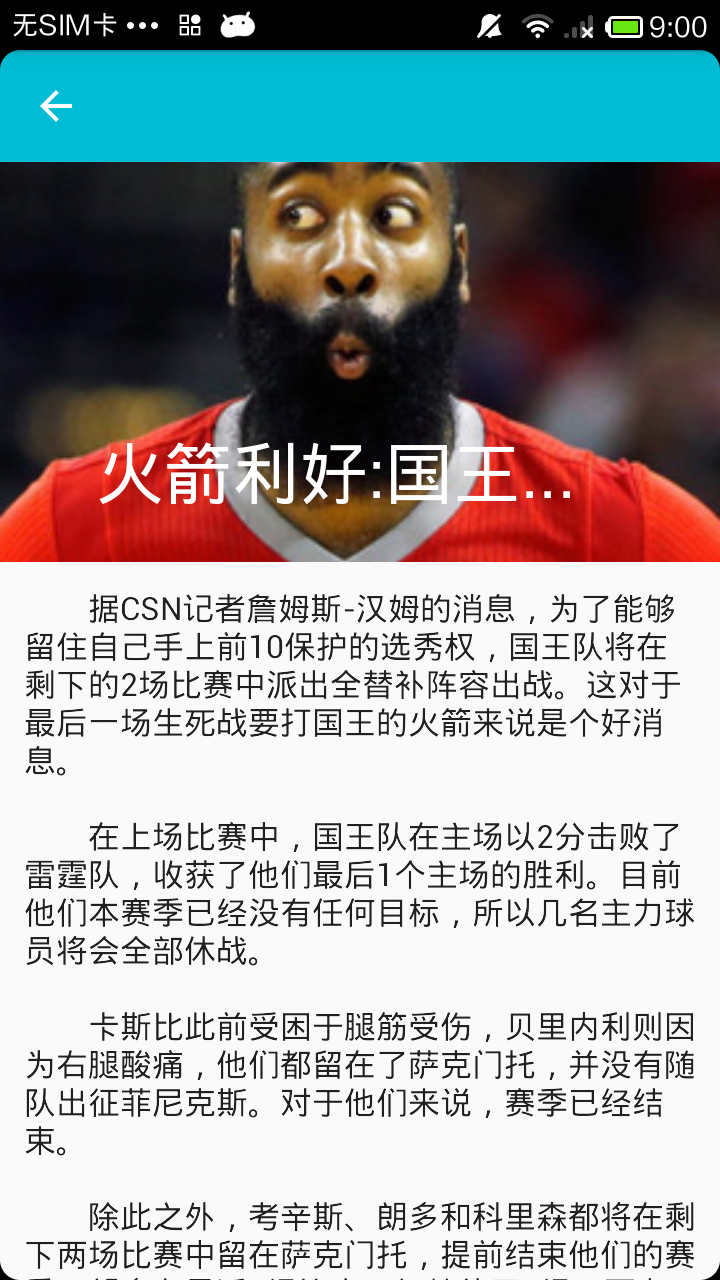 无SIM卡 9:00
火箭利好:国王...
据CSN记者詹姆斯-汉姆的消息，为了能够
留住自己手上前10保护的选秀权，国王队将在
剩下的2场比赛中派出全替补阵容出战。这对于
最后一场生死战要打国王的火箭来说是个好消
息。
在上场比赛中，国王队在主场以2分击败了
雷霆队，收获了他们最后1个主场的胜利。目前
他们本赛季已经没有任何目标，所以几名主力球
员将会全部休战。
卡斯比此前受困于腿筋受伤，贝里内利则因
为右腿酸痛，他们都留在了萨克门托，并没有随
队出征菲尼克斯。对于他们来说，赛季已经结
束。
除此之外，考辛斯、朗多和科里森都将在剩
下两场比赛中留在萨克门托，提前结束他们的赛